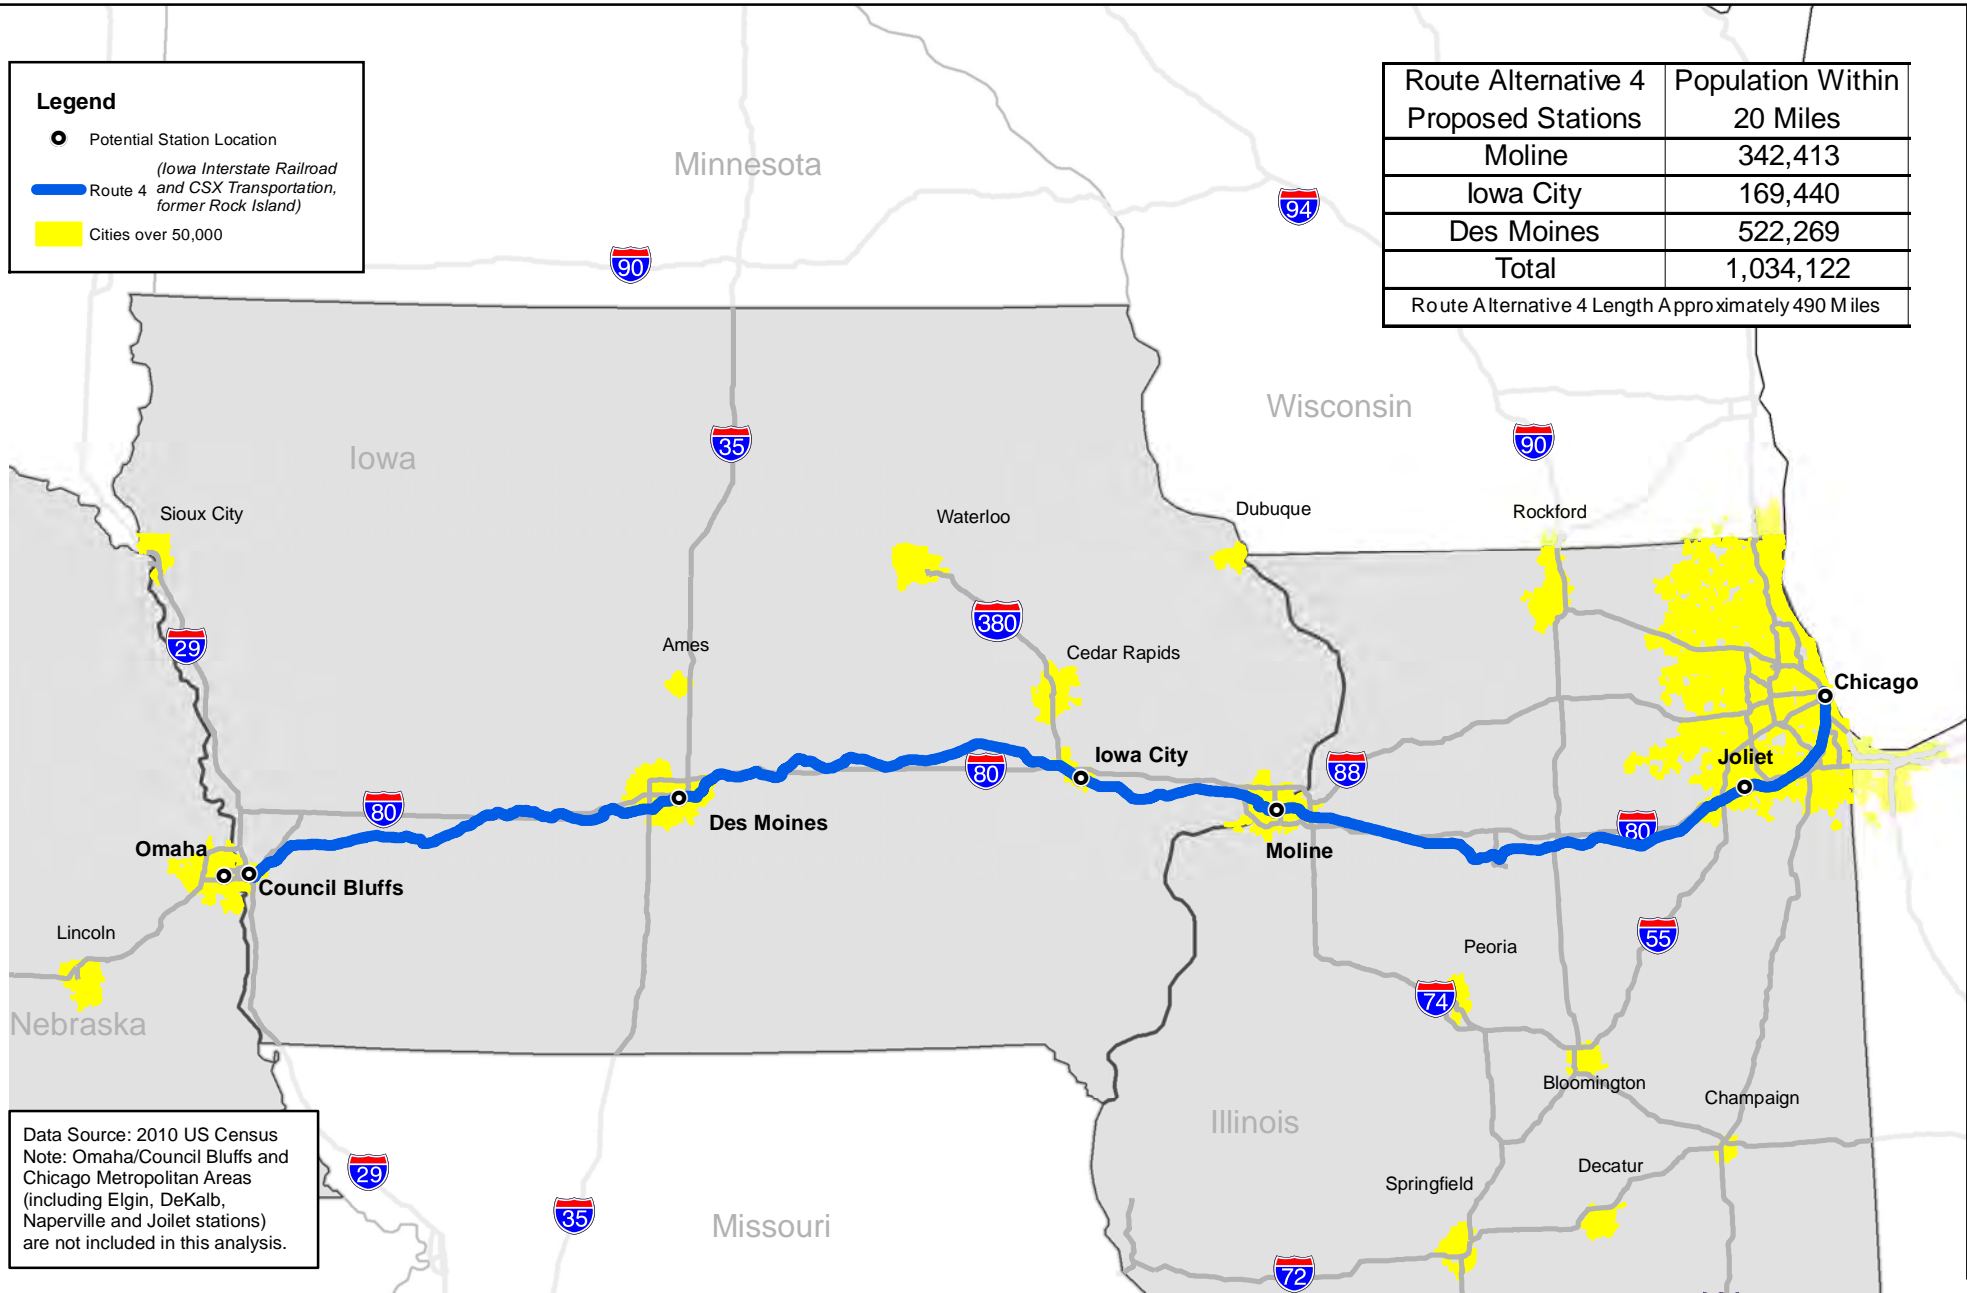 Legend
Potential Station Location
Route 4
(Iowa Interstate Railroad
and CSX Transportation,
former Rock Island)
Cities over 50,000
Route Alternative 4 Proposed Stations | Population Within 20 Miles
Moline 342,413
Iowa City 169,440
Des Moines 522,269
Total 1,034,122
Route Alternative 4 Length Approximately 490 Miles
Minnesota
94
90
Wisconsin
35
90
Iowa
Sioux City
Waterloo
Dubuque
Rockford
29
380
Ames
Cedar Rapids
Chicago
Iowa City
Joliet
80
88
80
Des Moines
80
Omaha
Moline
Council Bluffs
Lincoln
55
Peoria
74
Nebraska
Bloomington
Champaign
Illinois
Data Source: 2010 US Census
Note: Omaha/Council Bluffs and
Chicago Metropolitan Areas
(including Elgin, DeKalb,
Naperville and Joilet stations)
are not included in this analysis.
29
35
Missouri
Decatur
Springfield
72